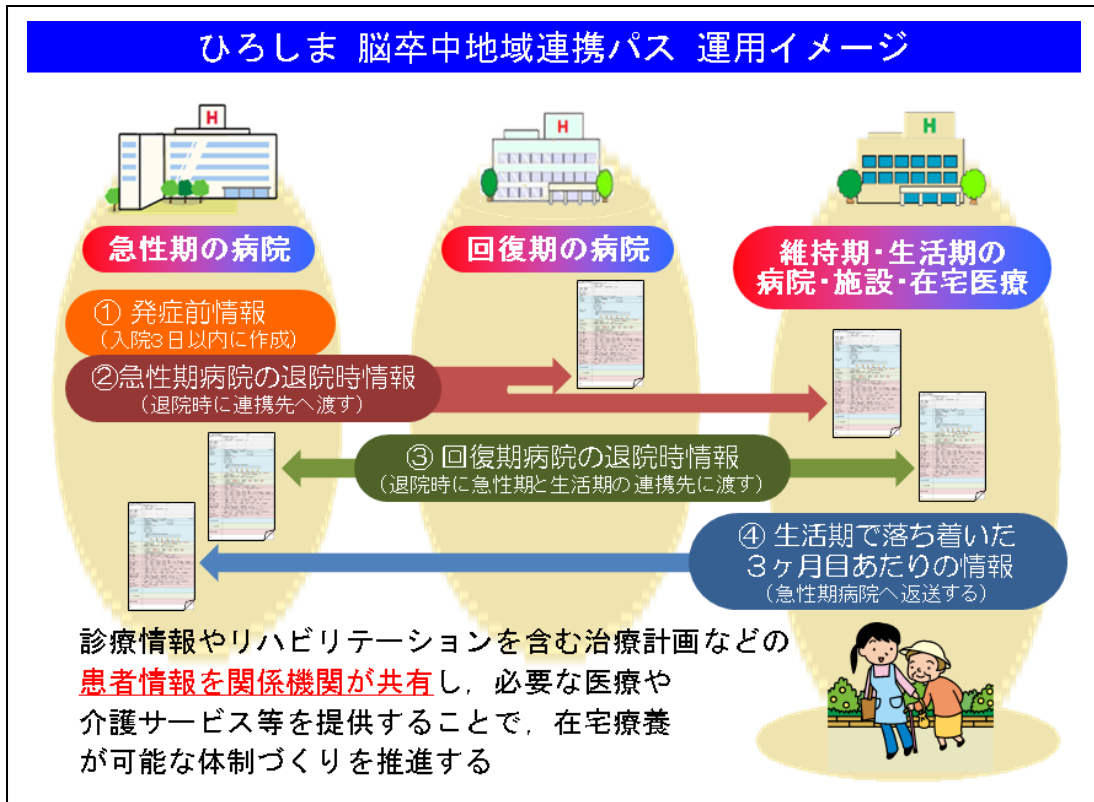 ひろしま 脳卒中地域連携パス 運用イメージ
H
H
H
急性期の病院
回復期の病院
維持期・生活期の
病院・施設・在宅医療
① 発症前情報
(入院3日以内に作成)
②急性期病院の退院時情報
(退院時に連携先へ渡す)
③ 回復期病院の退院時情報
(退院時に急性期と生活期の連携先に渡す)
④ 生活期で落ち着いた
3ヶ月目あたりの情報
(急性期病院へ返送する)
診療情報やリハビリテーションを含む治療計画などの
患者情報を関係機関が共有し，必要な医療や
介護サービス等を提供することで，在宅療養
が可能な体制づくりを推進する